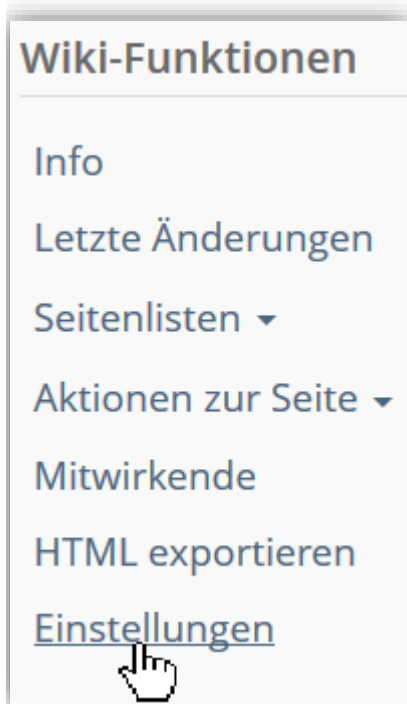 Wiki-Funktionen
Info
Letzte Änderungen
Seitenlisten
Aktionen zur Seite
Mitwirkende
HTML exportieren
Einstellungen